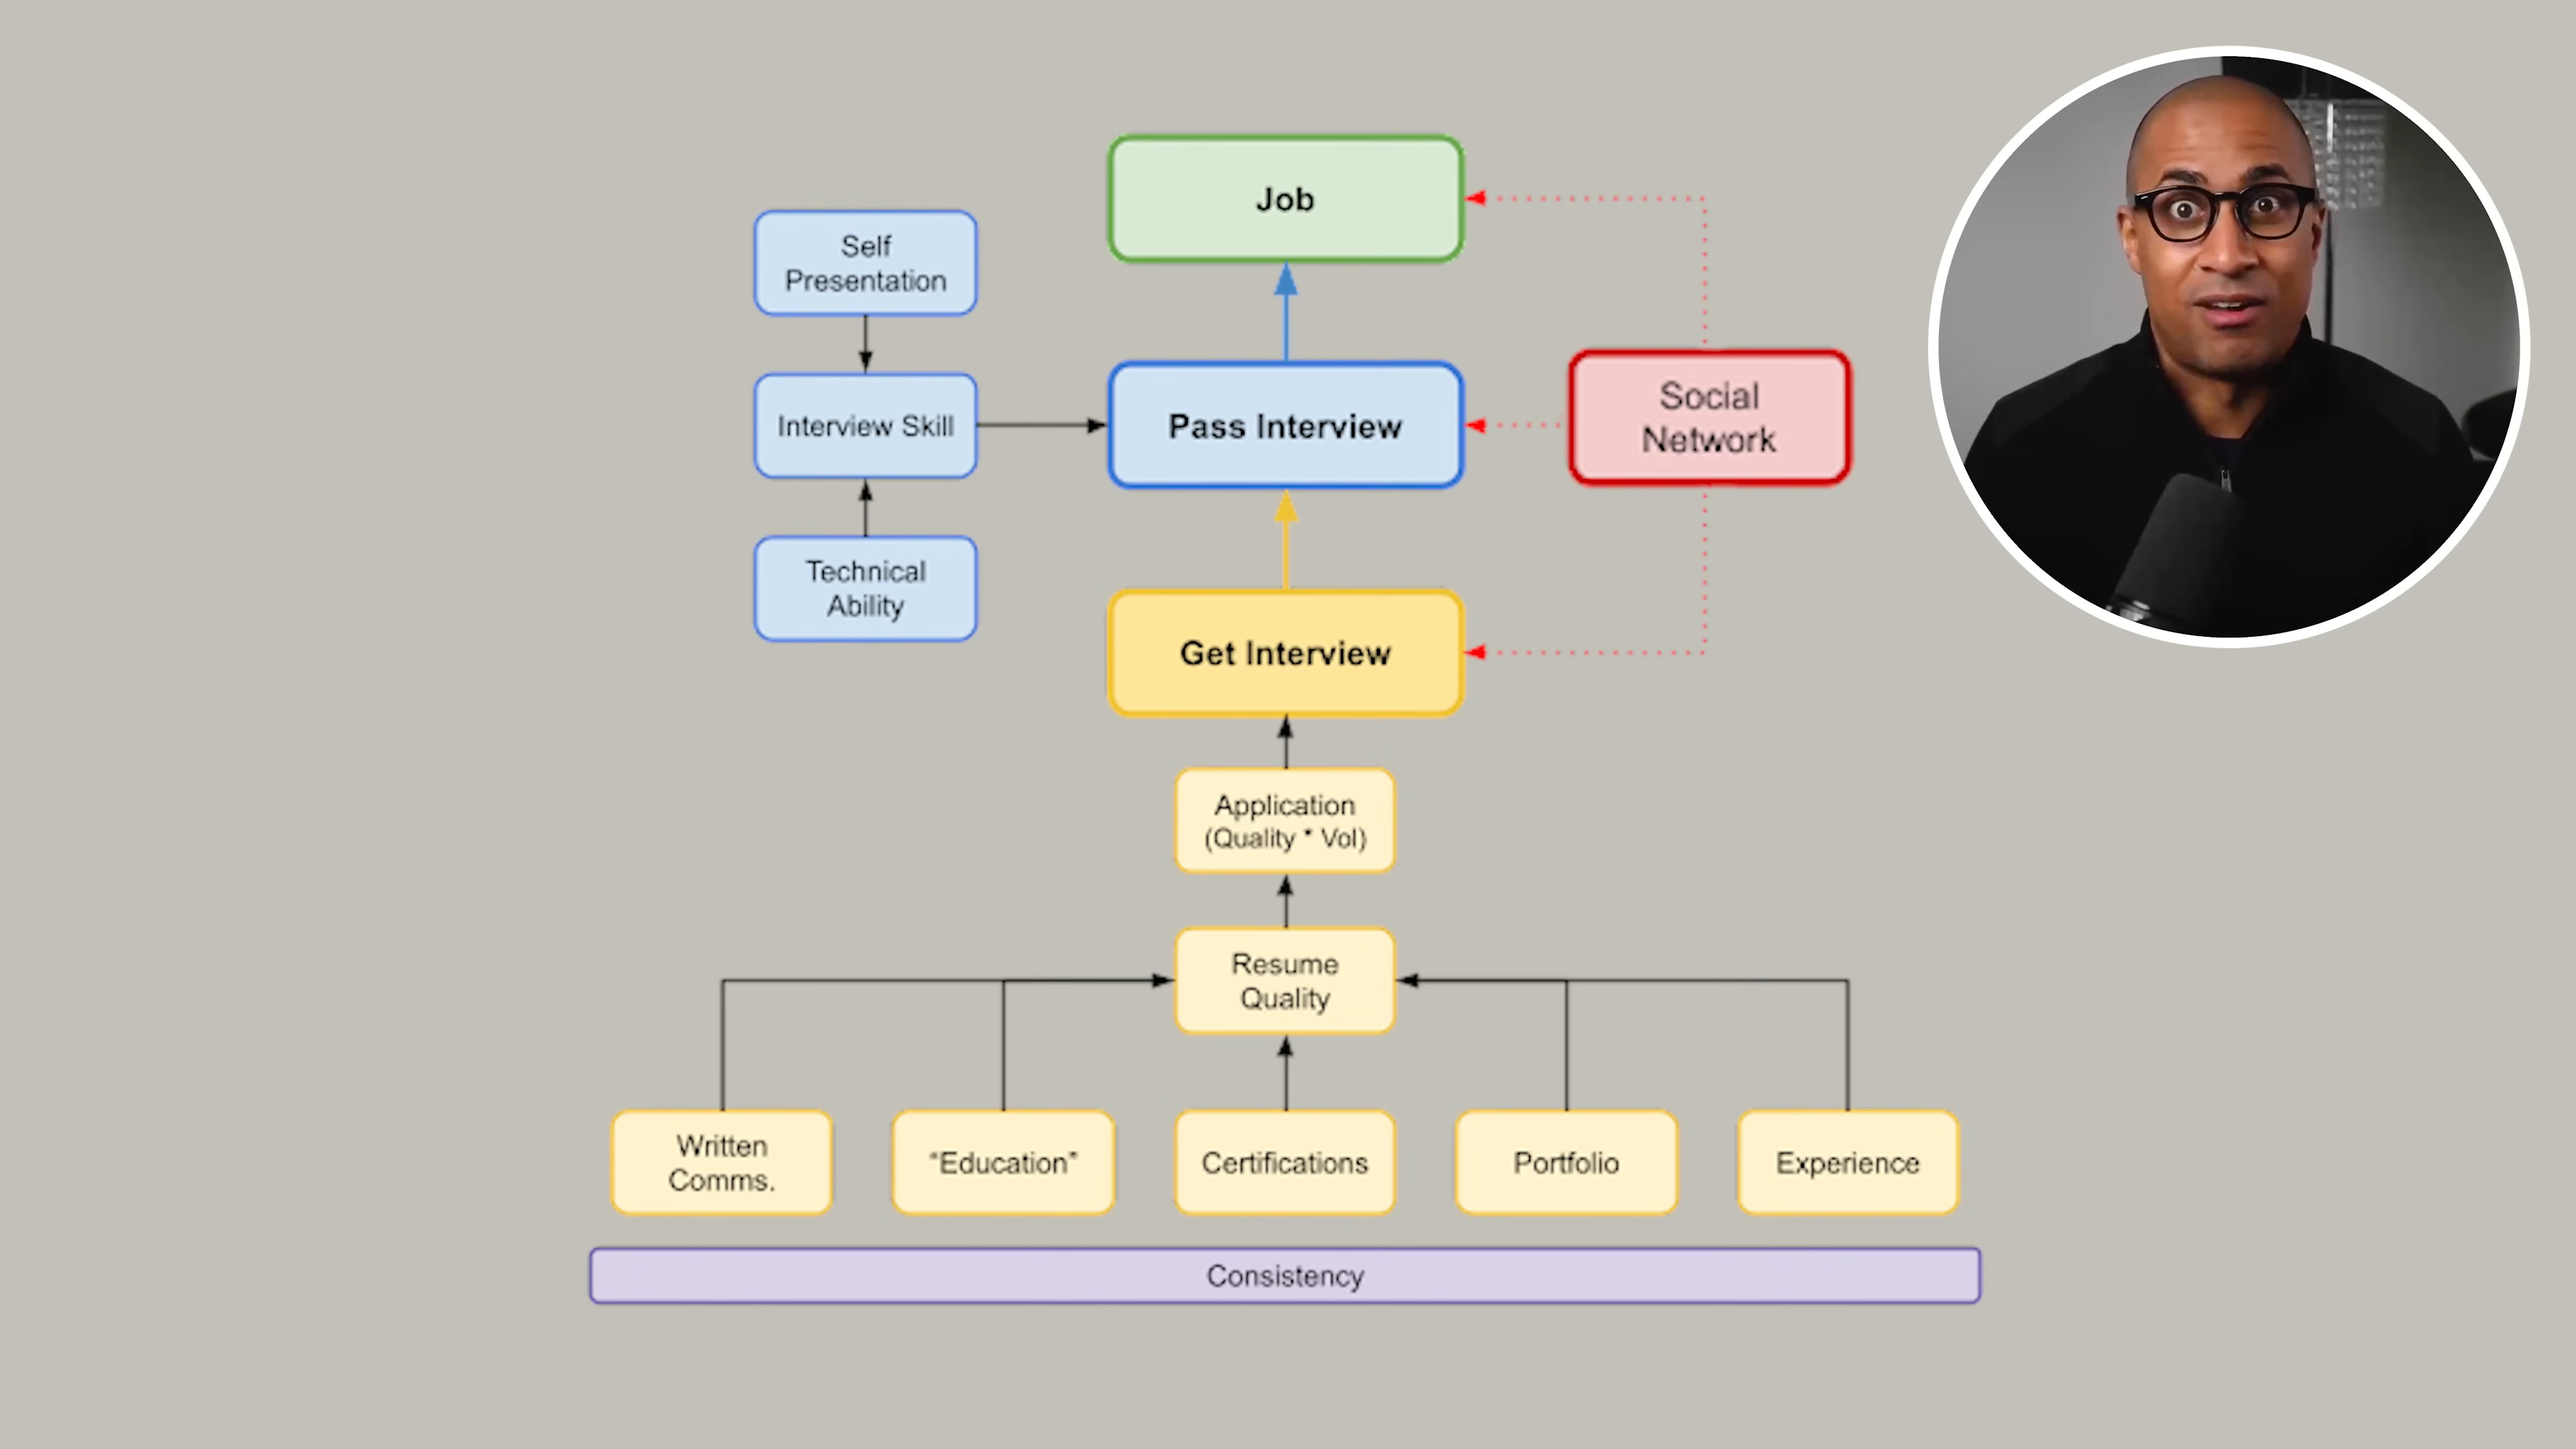 Job
Self
Presentation
Social
Network
Interview Skill
Pass Interview
Technical
Ability
Get Interview
Application
(Quality * Vol)
Resume
Quality
Written
Comms.
“Education”
Certifications
Portfolio
Experience
Consistency